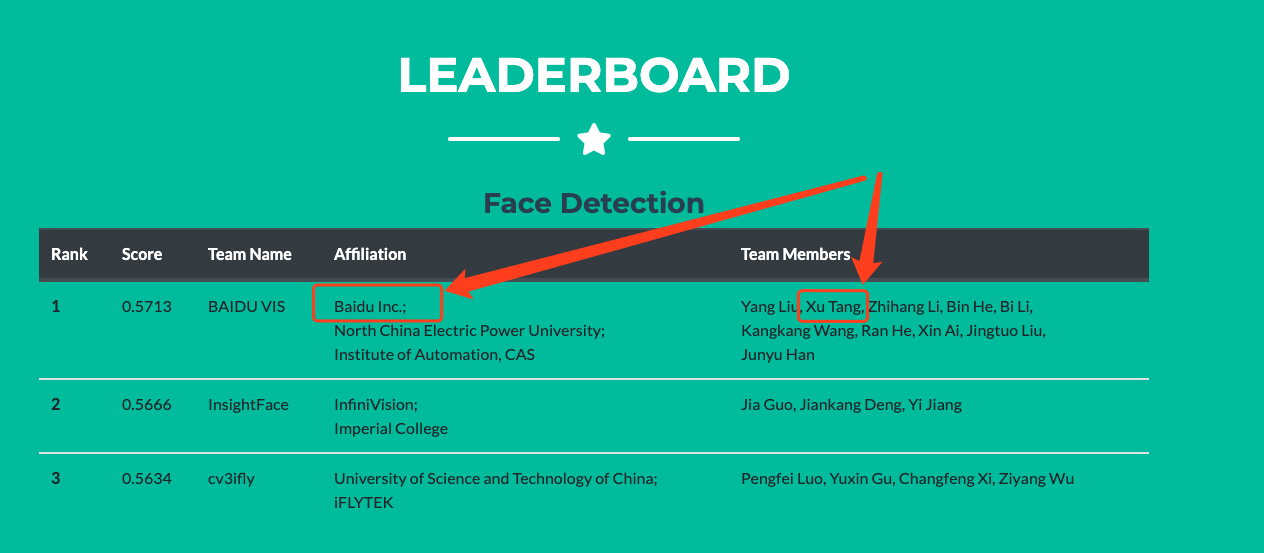 LEADERBOARD
Face Detection
Rank Score Team Name Affiliation Team Members
1 0.5713 BAIDU VIS Baidu Inc.; Yang Liu, Xu Tang, Zhihang Li, Bin He, Bi Li,
North China Electric Power University; Kangkang Wang, Ran He, Xin Ai, Jingtuo Liu,
Institute of Automation, CAS Junyu Han
2 0.5666 InsightFace InfiniVision; Jia Guo, Jiankang Deng, Yi Jiang
Imperial College
3 0.5634 cv3ifly University of Science and Technology of China; Pengfei Luo, Yuxin Gu, Changfeng Xi, Ziyang Wu
iFLYTEK